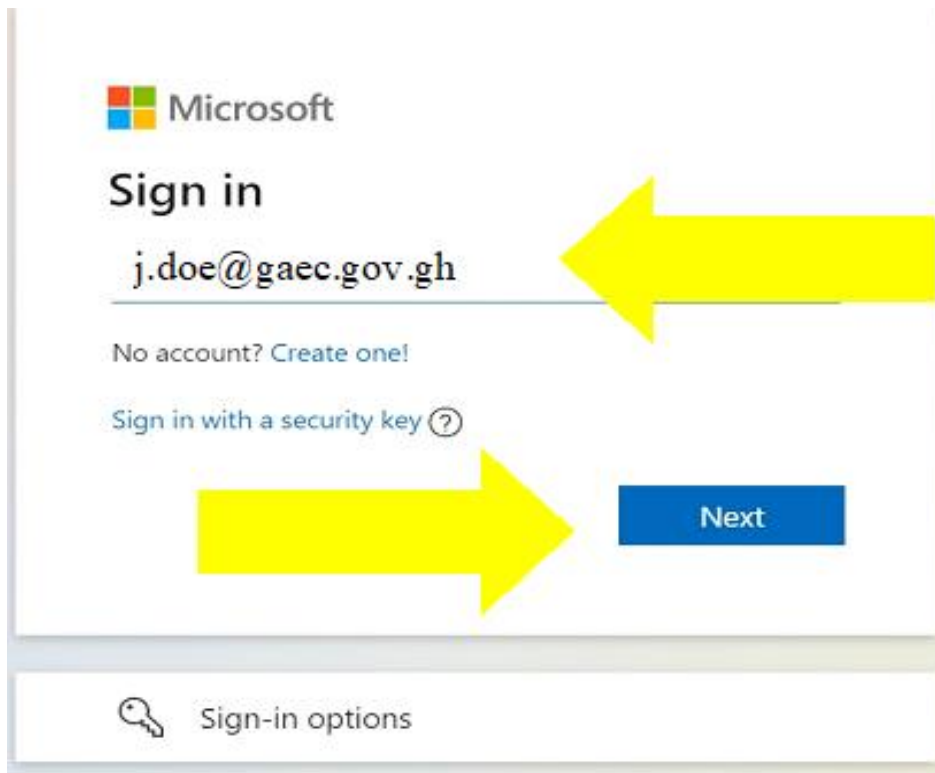 Microsoft
Sign in
j.doe@gaec.gov.gh
No account? Create one!
Sign in with a security key ?
Next
Sign-in options